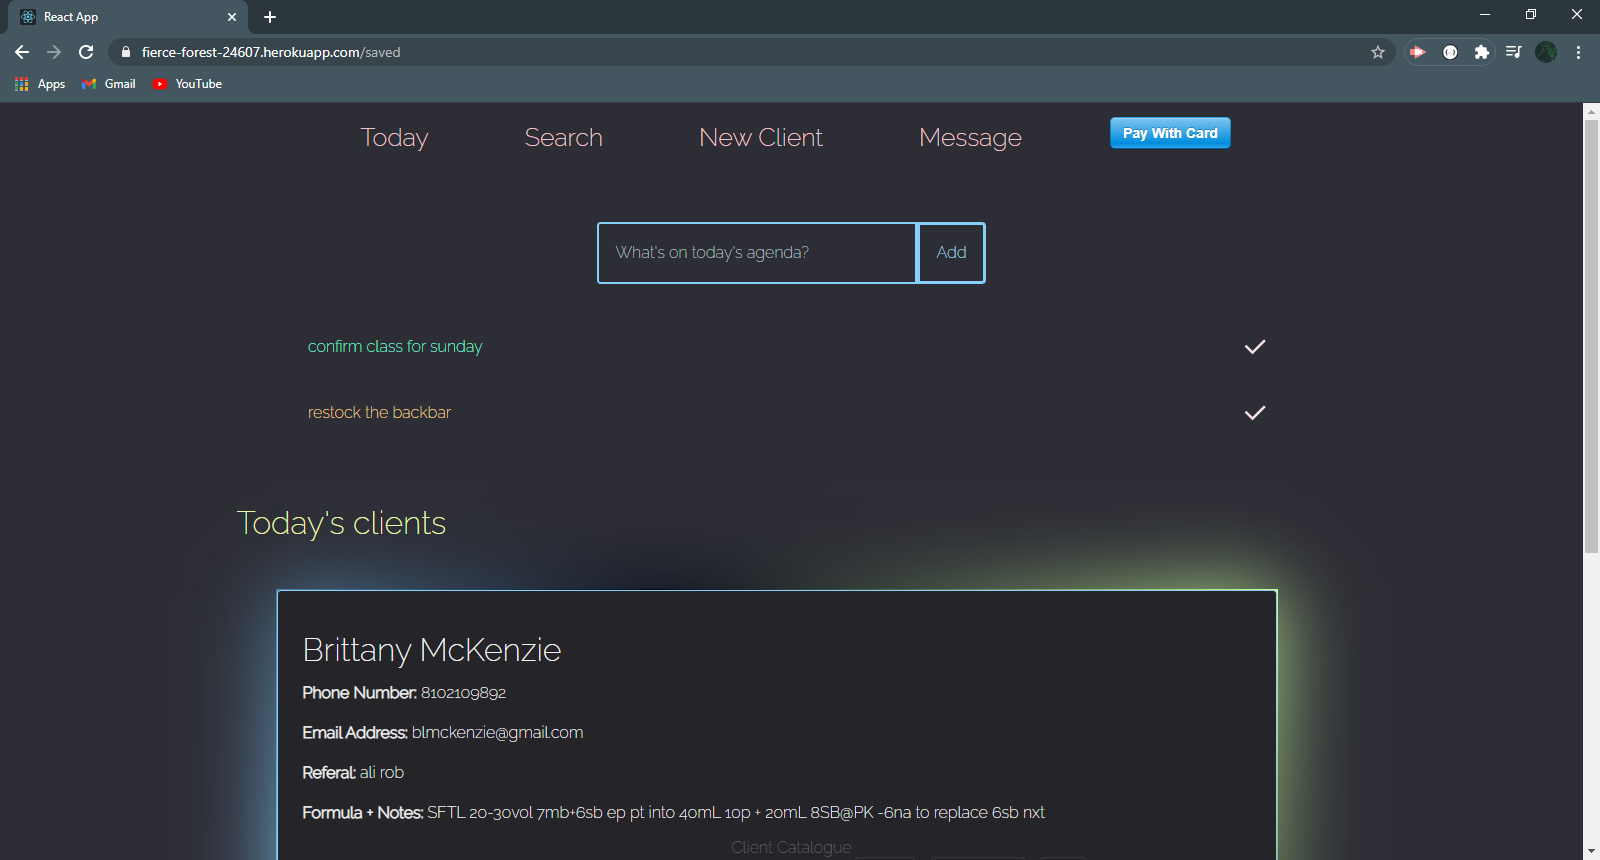 React App
fierce-forest-24607.herokuapp.com/saved
Apps Gmail YouTube
Today Search New Client Message Pay With Card
What's on today's agenda? Add
confirm class for sunday
restock the backbar
Today's clients
Brittany McKenzie
Phone Number: 8102109892
Email Address: blmckenzie@gmail.com
Referal: ali rob
Formula + Notes: SFTL 20-30vol 7mb+6sb ep pt into 40mL 10p + 20mL 8SB@PK -6na to replace 6sb nxt
Client Catalogue